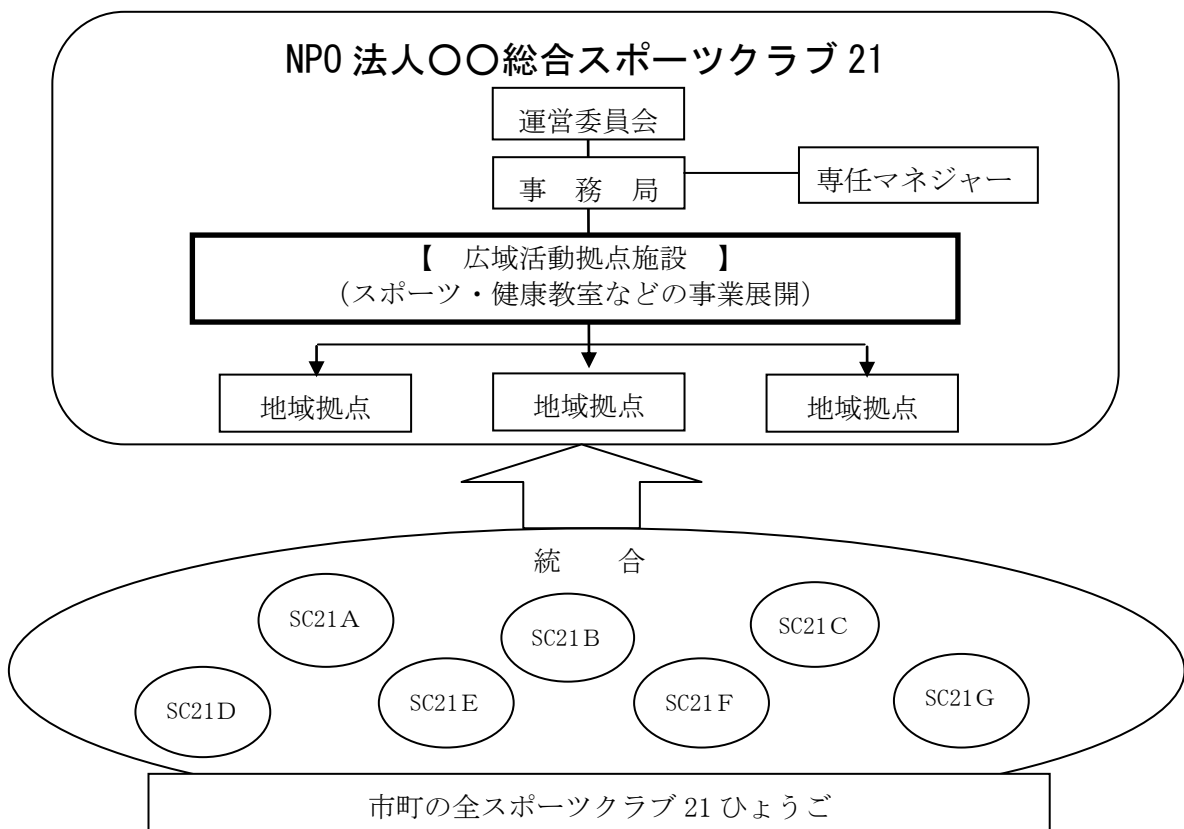 NPO 法人〇〇総合スポーツクラブ 21
運営委員会
事　務　局
専任マネジャー
【　広域活動拠点施設　】
（スポーツ・健康教室などの事業展開）
地域拠点
地域拠点
地域拠点
統　　合
SC21A
SC21B
SC21C
SC21D
SC21E
SC21F
SC21G
市町の全スポーツクラブ 21 ひょうご